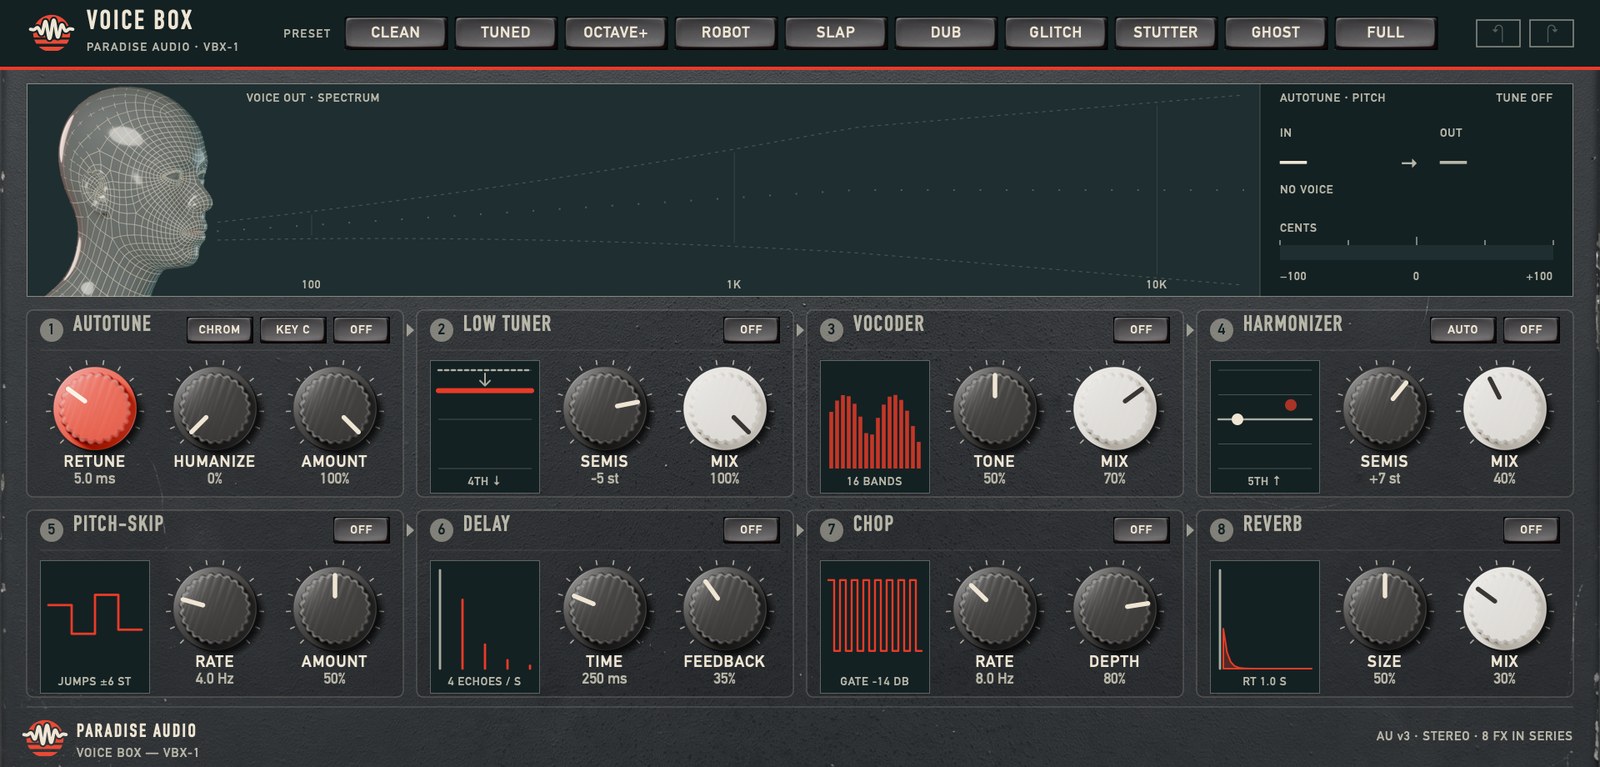 VOICE BOX
PARADISE AUDIO · VBX-1
PRESET
CLEAN
TUNED
OCTAVE+
ROBOT
SLAP
DUB
GLITCH
STUTTER
GHOST
FULL
VOICE OUT · SPECTRUM
100
1K
10K
AUTOTUNE · PITCH
TUNE OFF
IN
OUT
→
NO VOICE
CENTS
−100
0
+100
1 AUTOTUNE
CHROM
KEY C
OFF
RETUNE
5.0 ms
HUMANIZE
0%
AMOUNT
100%
2 LOW TUNER
OFF
4TH ↓
SEMIS
-5 st
MIX
100%
3 VOCODER
OFF
16 BANDS
TONE
50%
MIX
70%
4 HARMONIZER
AUTO
OFF
5TH ↑
SEMIS
+7 st
MIX
40%
5 PITCH-SKIP
OFF
JUMPS ±6 ST
RATE
4.0 Hz
AMOUNT
50%
6 DELAY
OFF
4 ECHOES / S
TIME
250 ms
FEEDBACK
35%
7 CHOP
OFF
GATE -14 DB
RATE
8.0 Hz
DEPTH
80%
8 REVERB
OFF
RT 1.0 S
SIZE
50%
MIX
30%
PARADISE AUDIO
VOICE BOX — VBX-1
AU v3 · STEREO · 8 FX IN SERIES